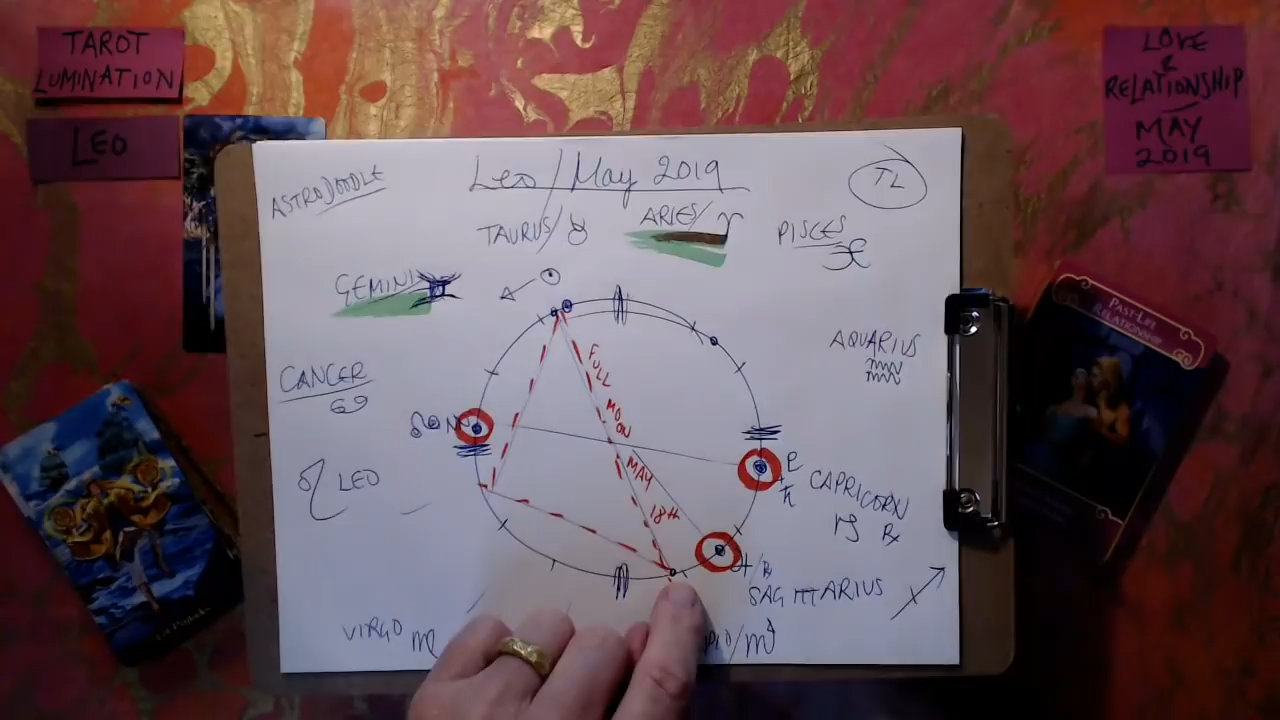 TAROT
LUMINATION
LEO
LOVE
&
RELATIONSHIP
MAY
2019
ASTRODOODLE
Leo/May 2019
TL
TAURUS/♉
ARIES/♈
PISCES
♓
GEMINI
CANCER
♋
♌ LEO
AQUARIUS
♒
FULL
MOON
MAY
18th
CAPRICORN
♑ ℞
SAGITTARIUS
VIRGO ♍
PAST-LIFE
RELATIONSHIP